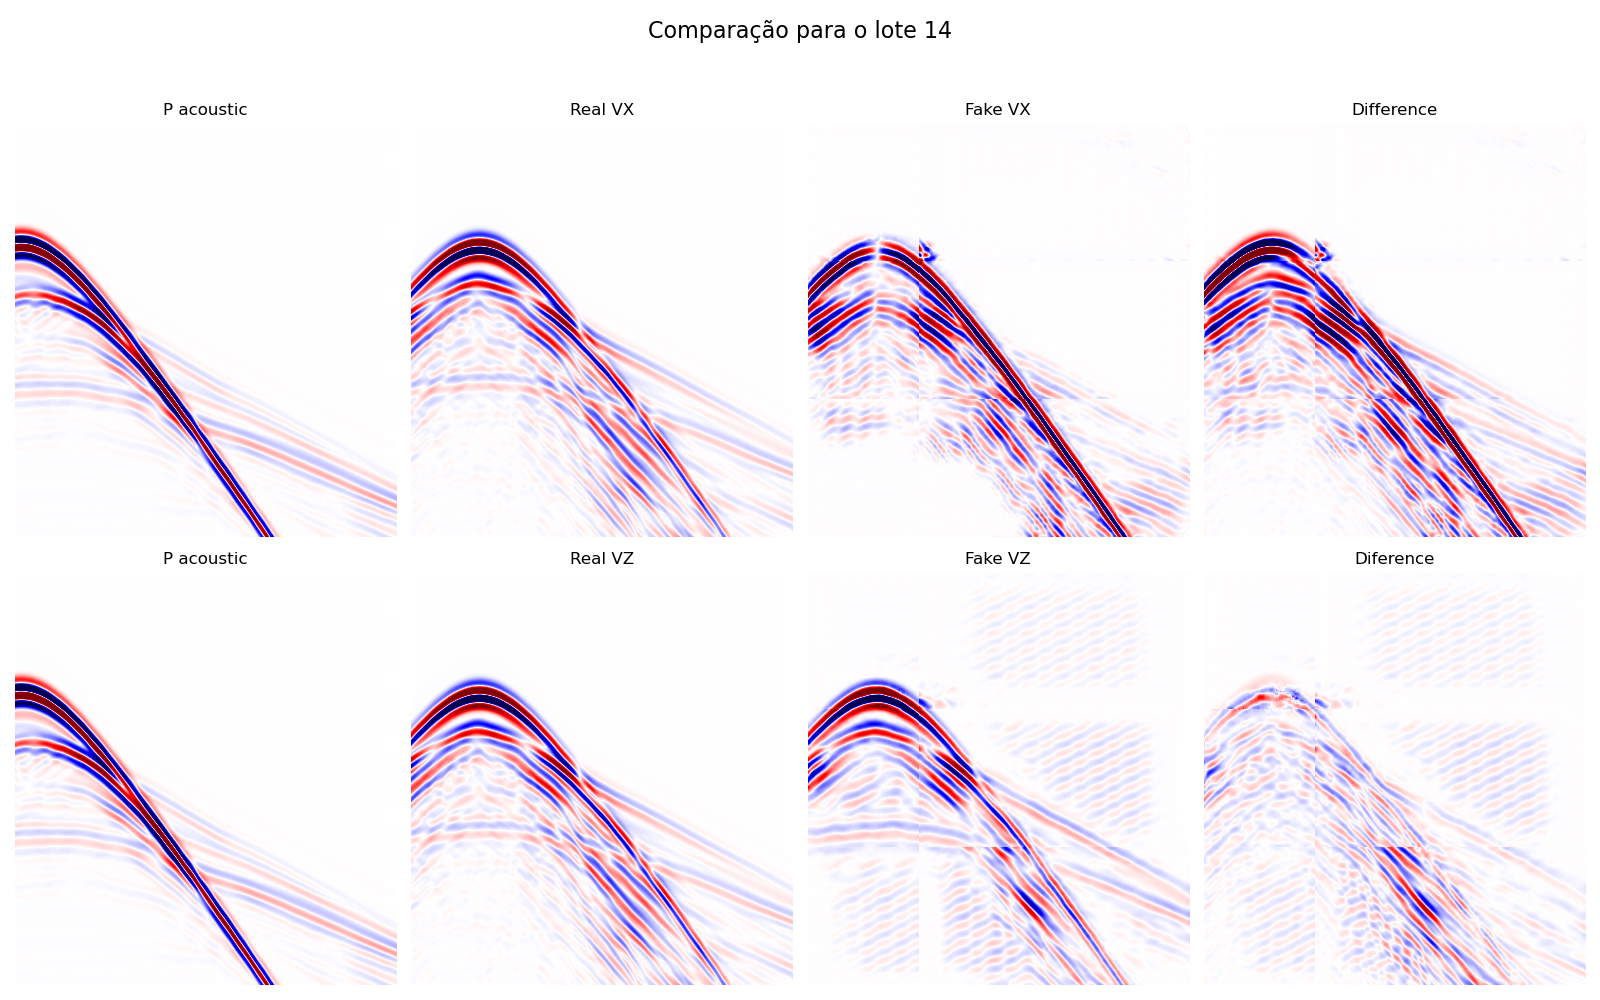 Comparação para o lote 14
P acoustic
Real VX
Fake VX
Difference
P acoustic
Real VZ
Fake VZ
Diference